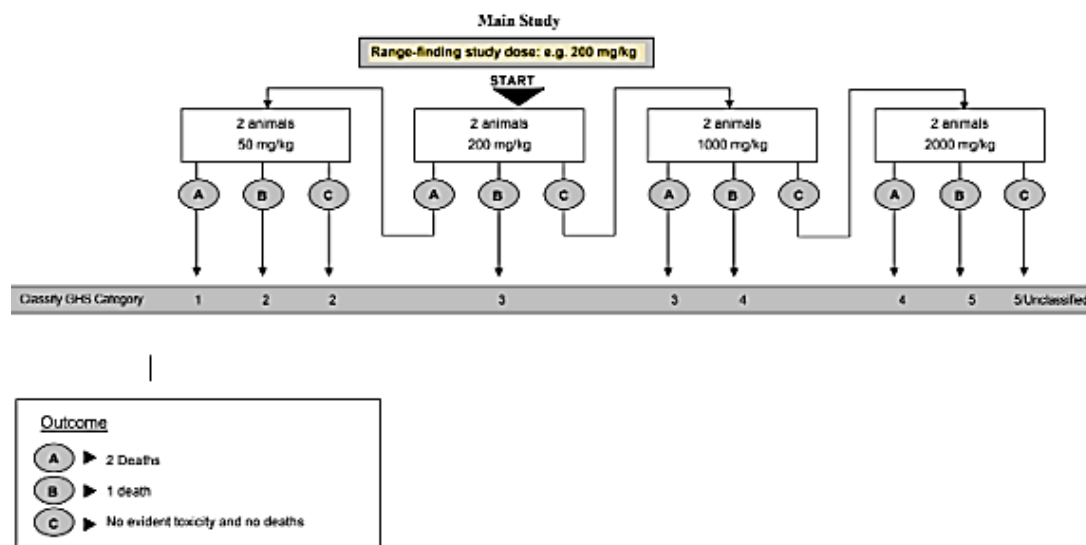 Main Study
Range-finding study dose: e.g. 200 mg/kg
START
2 animals
50 mg/kg
2 animals
200 mg/kg
2 animals
1000 mg/kg
2 animals
2000 mg/kg
A B C A B C A B C A B C
Classify GHS Category 1 2 2 3 3 4 4 5 5/Unclassified
Outcome
A 2 Deaths
B 1 death
C No evident toxicity and no deaths